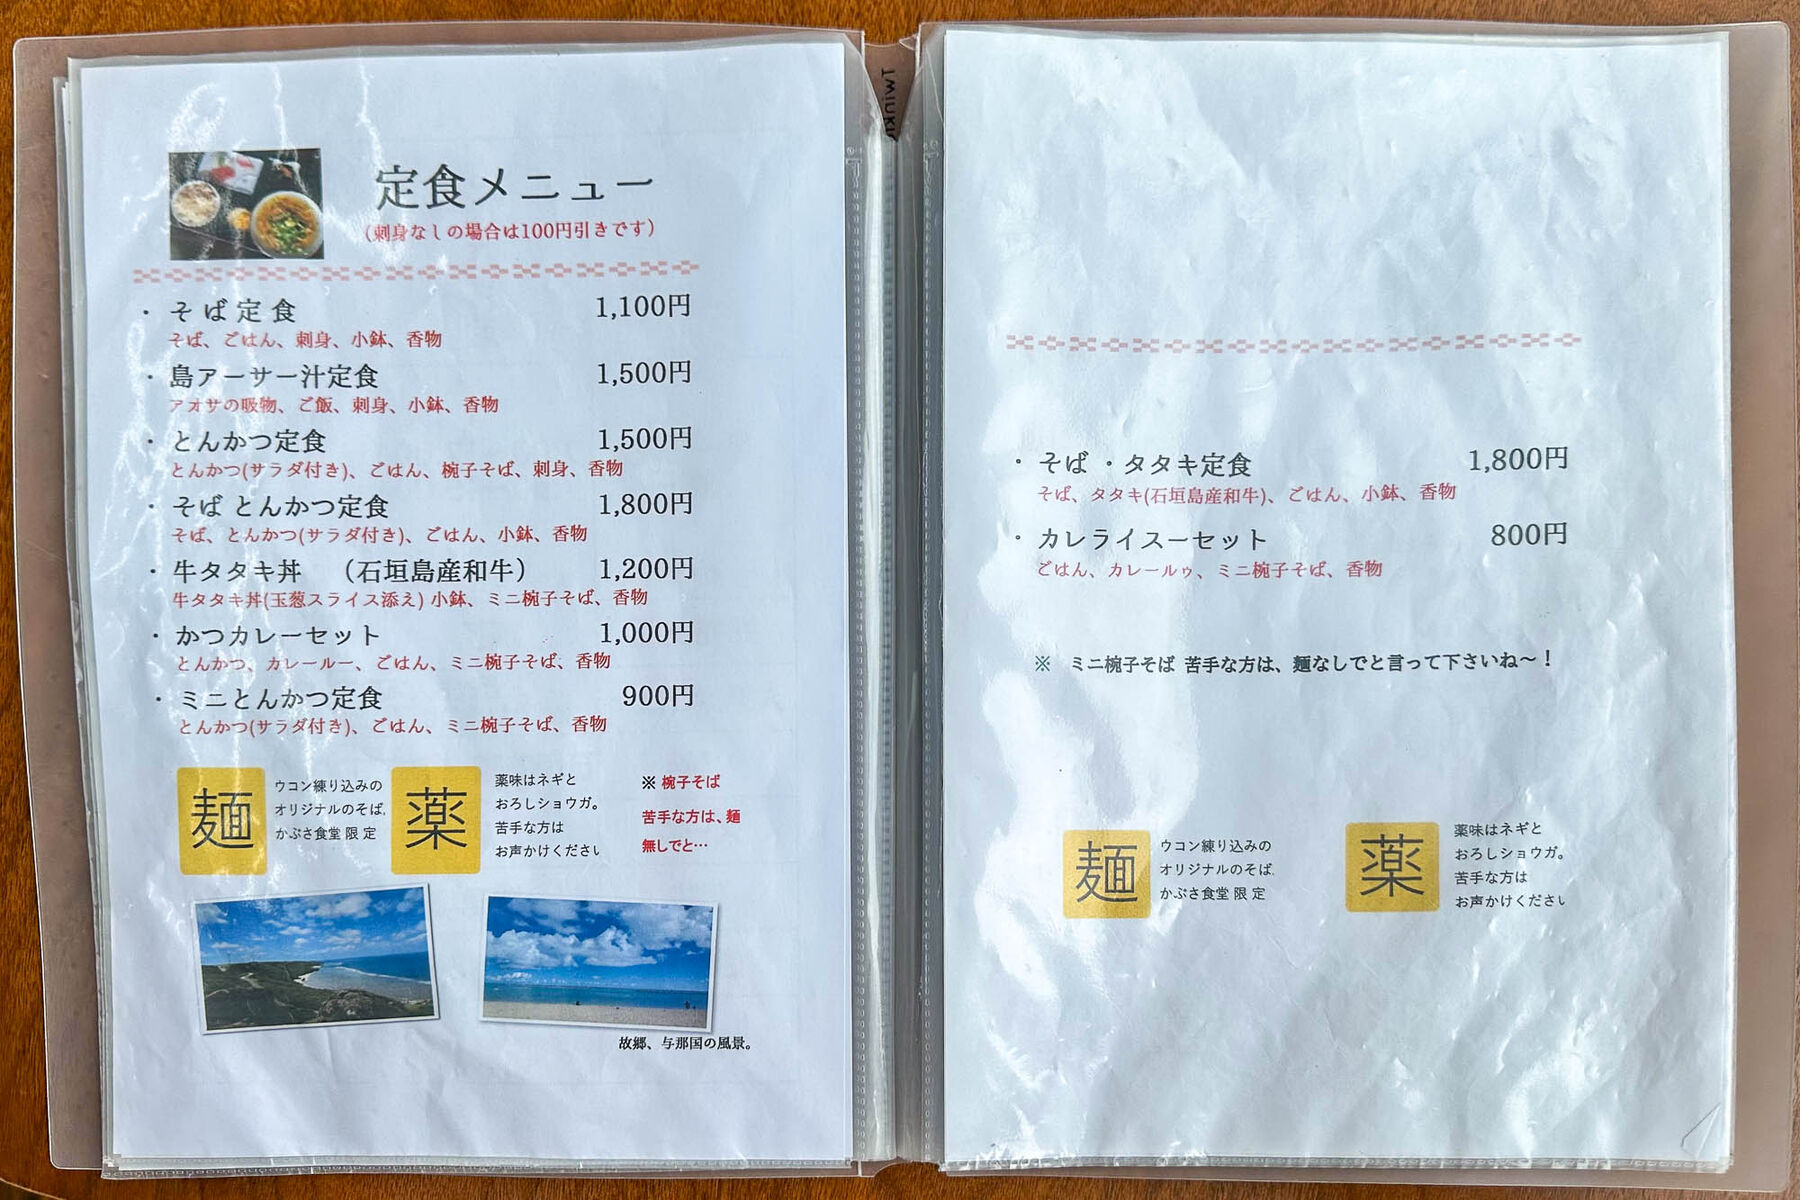 定食メニュー
(刺身なしの場合は100円引きです)
・ そ ば 定 食 1,100円
そば、ごはん、刺身、小鉢、香物
・ 島アーサー汁定食 1,500円
アオサの吸物、ご飯、刺身、小鉢、香物
・ とんかつ定食 1,500円
とんかつ(サラダ付き)、ごはん、椀子そば、刺身、香物
・ そば とんかつ定食 1,800円
そば、とんかつ(サラダ付き)、ごはん、小鉢、香物
・ 牛タタキ丼 （石垣島産和牛） 1,200円
牛タタキ丼(玉葱スライス添え) 小鉢、ミニ椀子そば、香物
・ かつカレーセット 1,000円
とんかつ、カレールー、ごはん、ミニ椀子そば、香物
・ ミニとんかつ定食 900円
とんかつ(サラダ付き)、ごはん、ミニ椀子そば、香物
麺
ウコン練り込みの
オリジナルのそば.
かぶさ食堂 限 定
薬
薬味はネギと
おろしショウガ。
苦手な方は
お声かけください
※ 椀子そば
苦手な方は、麺
無しでと…
故郷、与那国の風景。
・ そば ・タタキ定食 1,800円
そば、タタキ(石垣島産和牛)、ごはん、小鉢、香物
・ カレライスーセット 800円
ごはん、カレールゥ、ミニ椀子そば、香物
※ ミニ椀子そば 苦手な方は、麺なしでと言って下さいね～！
麺
ウコン練り込みの
オリジナルのそば.
かぶさ食堂 限 定
薬
薬味はネギと
おろしショウガ。
苦手な方は
お声かけください